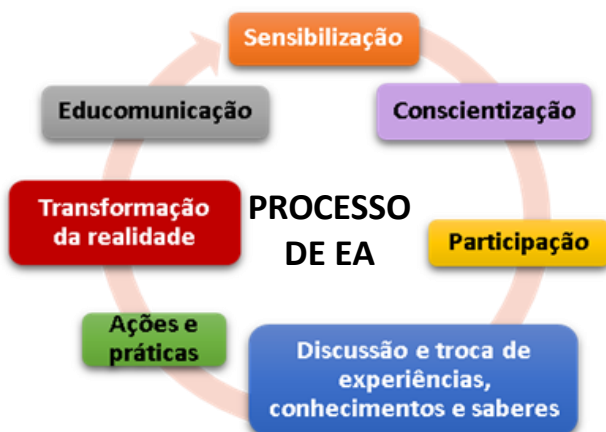 Sensibilização
Conscientização
Participação
Discussão e troca de
experiências,
conhecimentos e saberes
Ações e
práticas
Transformação
da realidade
Educomunicação
PROCESSO
DE EA